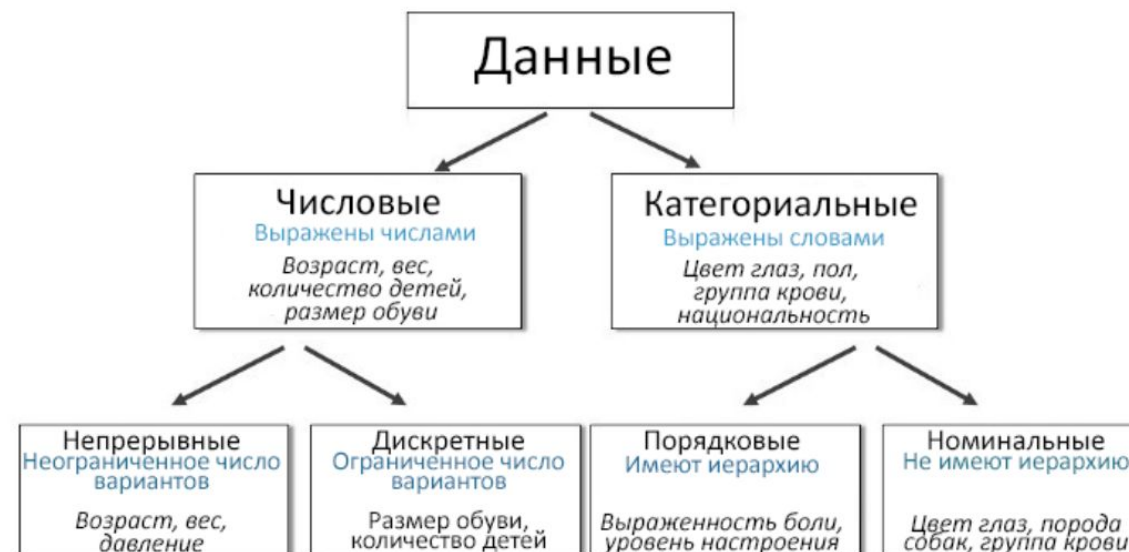 Данные
Числовые
Выражены числами
Возраст, вес,
количество детей,
размер обуви
Категориальные
Выражены словами
Цвет глаз, пол,
группа крови,
национальность
Непрерывные
Неограниченное число
вариантов
Возраст, вес,
давление
Дискретные
Ограниченное число
вариантов
Размер обуви,
количество детей
Порядковые
Имеют иерархию
Выраженность боли,
уровень настроения
Номинальные
Не имеют иерархию
Цвет глаз, порода
собак, группа крови